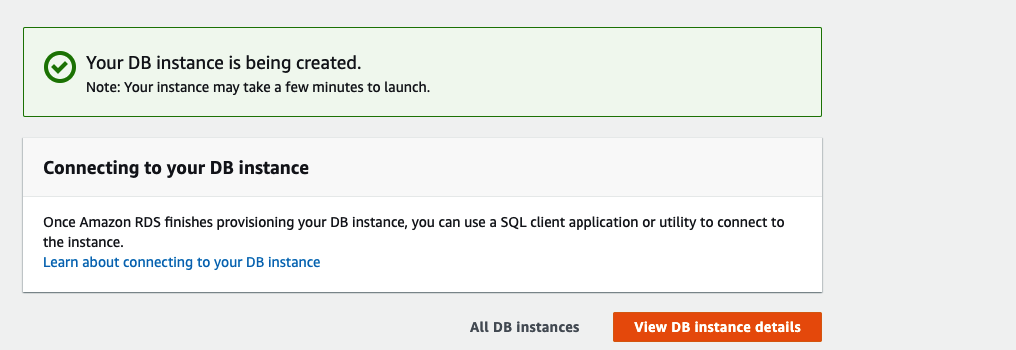 Your DB instance is being created.
Note: Your instance may take a few minutes to launch.
Connecting to your DB instance
Once Amazon RDS finishes provisioning your DB instance, you can use a SQL client application or utility to connect to
the instance.
Learn about connecting to your DB instance
All DB instances
View DB instance details